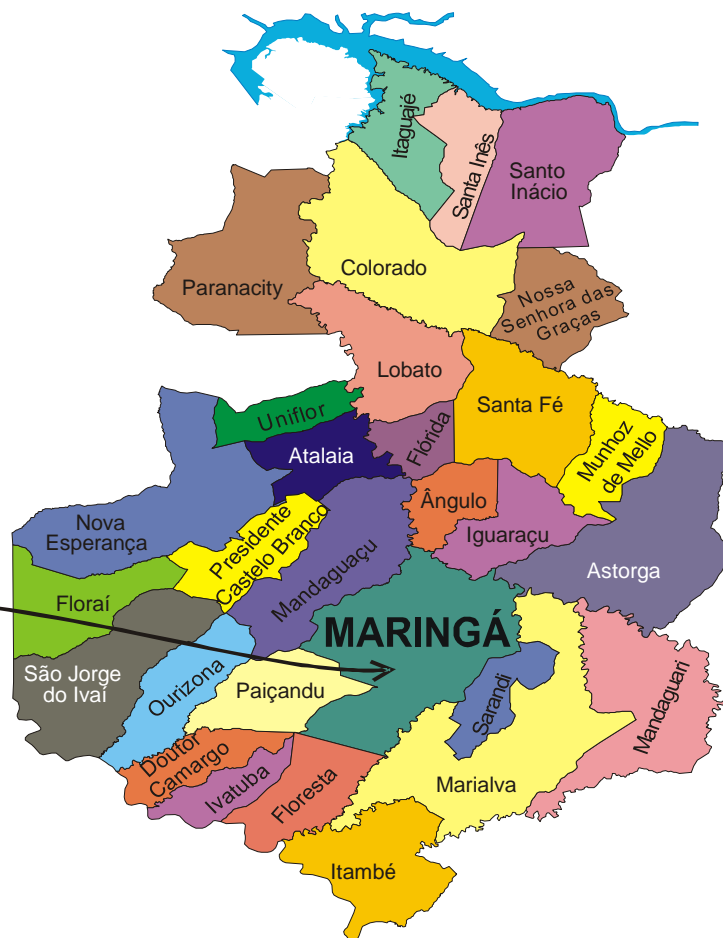 Itaguajé
Santa Inês
Santo
Inácio
Paranacity
Colorado
Nossa
Senhora das
Graças
Lobato
Santa Fé
Uniflor
Flórida
Munhoz
de Mello
Atalaia
Ângulo
Nova
Esperança
Presidente
Castelo Branco
Mandaguaçu
Iguaraçu
Astorga
Floraí
MARINGÁ
São Jorge
do Ivaí
Ourizona
Paiçandu
Sarandi
Mandaguari
Doutor
Camargo
Ivatuba
Floresta
Marialva
Itambé